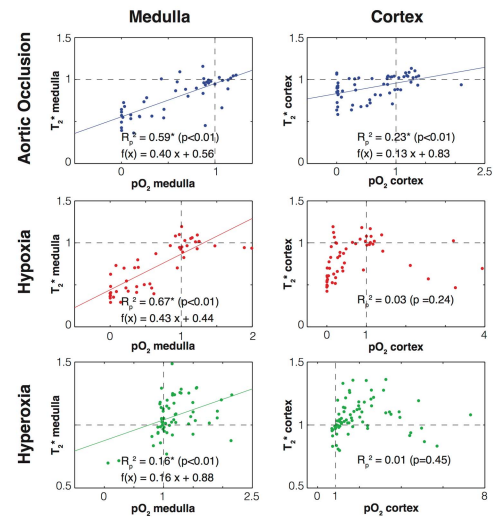 Medulla
Cortex
Aortic Occlusion
T2* medulla
1.5
1
0
Rp² = 0.59* (p<0.01)
f(x) = 0.40 x + 0.56
0
1
pO2 medulla
T2* cortex
1.5
1
0
Rp² = 0.23* (p<0.01)
f(x) = 0.13 x + 0.83
0
1
2.5
pO2 cortex
Hypoxia
T2* medulla
1.5
1
0
Rp² = 0.67* (p<0.01)
f(x) = 0.43 x + 0.44
0
1
2
pO2 medulla
T2* cortex
1.5
1
0
Rp² = 0.03 (p =0.24)
0
1
4
pO2 cortex
Hyperoxia
T2* medulla
1.5
1
0.5
Rp² = 0.16* (p<0.01)
f(x) = 0.16 x + 0.88
0
1
2.5
pO2 medulla
T2* cortex
1.5
1
0.5
Rp² = 0.01 (p=0.45)
0
1
8
pO2 cortex